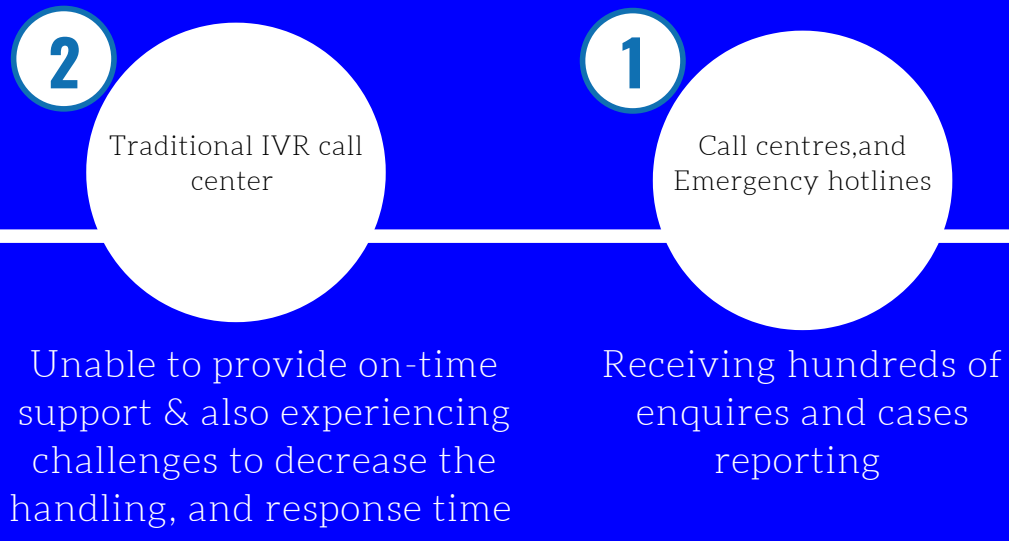 2
Traditional IVR call
center
Unable to provide on-time
support & also experiencing
challenges to decrease the
handling, and response time
1
Call centres,and
Emergency hotlines
Receiving hundreds of
enquires and cases
reporting